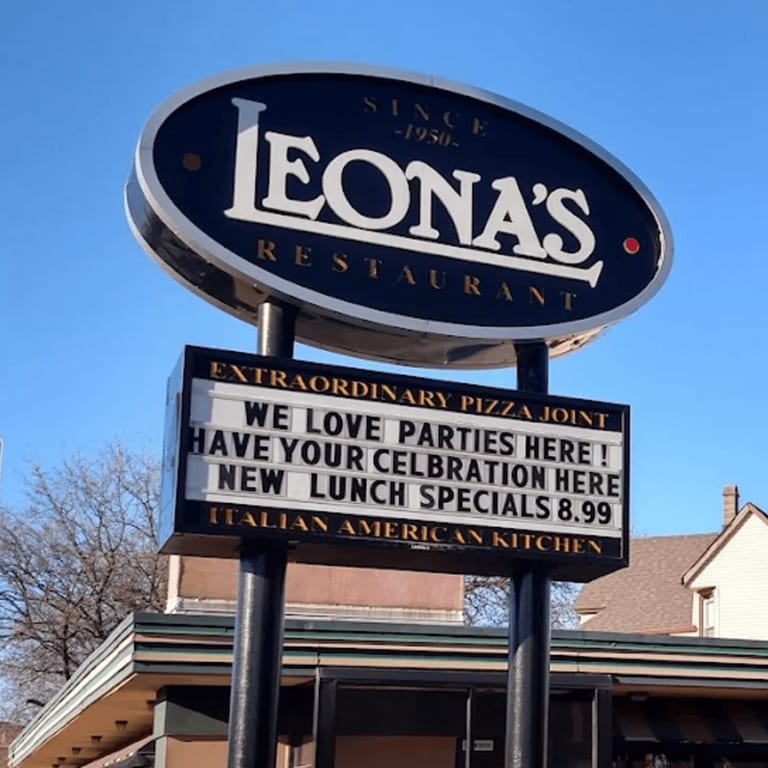 SINCE
-1950-
LEONA'S
RESTAURANT
EXTRAORDINARY PIZZA JOINT
WE LOVE PARTIES HERE!
HAVE YOUR CELBRATION HERE
NEW LUNCH SPECIALS 8.99
ITALIAN AMERICAN KITCHEN